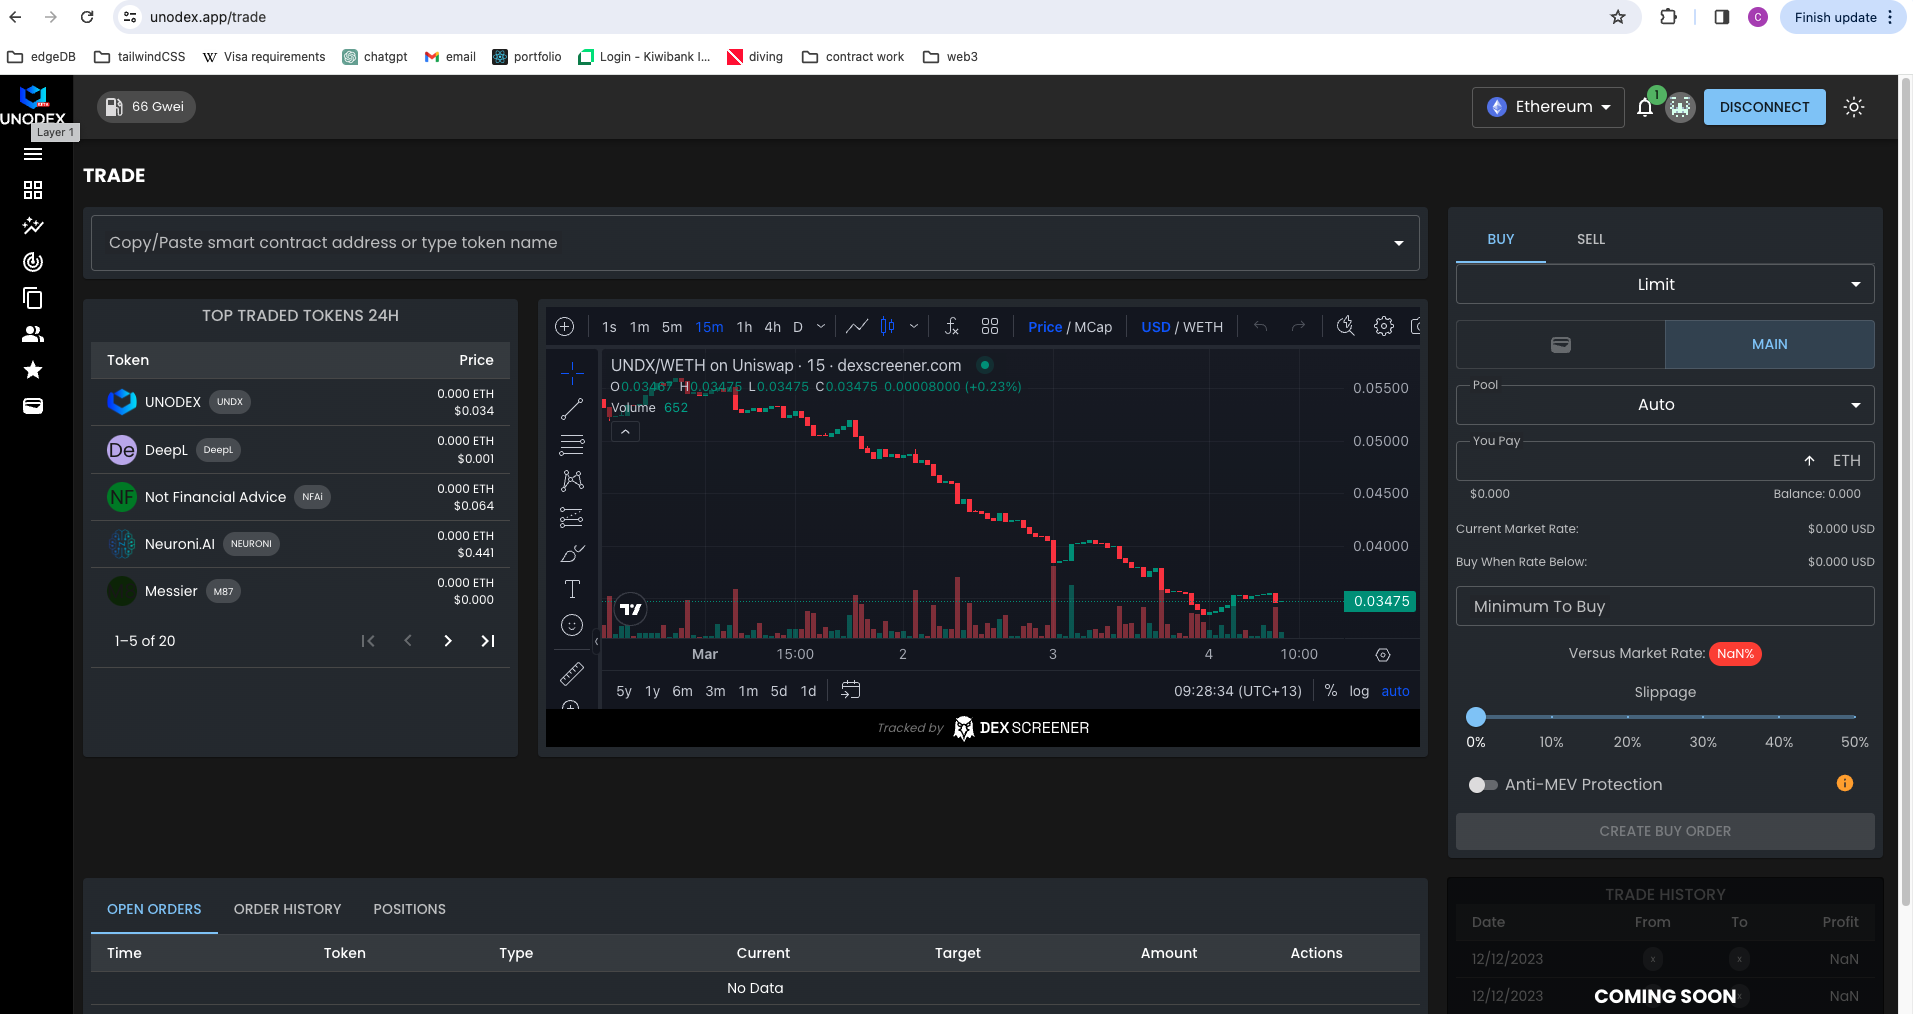 unodex.app/trade
Finish update
edgeDB
tailwindCSS
Visa requirements
chatgpt
email
portfolio
Login - Kiwibank I...
diving
contract work
web3
UNODEX
BETA
Layer 1
66 Gwei
Ethereum
1
DISCONNECT
TRADE
Copy/Paste smart contract address or type token name
TOP TRADED TOKENS 24H
Token Price
UNODEX UNDX 0.000 ETH
$0.034
De DeepL DeepL 0.000 ETH
$0.001
NF Not Financial Advice NFAi 0.000 ETH
$0.064
Neuroni.AI NEURONI 0.000 ETH
$0.441
Messier M87 0.000 ETH
$0.000
1–5 of 20
1s 1m 5m 15m 1h 4h D
Price / MCap
USD / WETH
UNDX/WETH on Uniswap · 15 · dexscreener.com
O0.03467 H0.03475 L0.03475 C0.03475 0.00008000 (+0.23%)
Volume 652
0.05500
0.05000
0.04500
0.04000
0.03475
Mar 15:00 2 3 4 10:00
5y 1y 6m 3m 1m 5d 1d
09:28:34 (UTC+13) % log auto
Tracked by DEX SCREENER
BUY SELL
Limit
MAIN
Pool
Auto
You Pay
ETH
$0.000 Balance: 0.000
Current Market Rate: $0.000 USD
Buy When Rate Below: $0.000 USD
Minimum To Buy
Versus Market Rate: NaN%
Slippage
0% 10% 20% 30% 40% 50%
Anti-MEV Protection
CREATE BUY ORDER
OPEN ORDERS ORDER HISTORY POSITIONS
Time Token Type Current Target Amount Actions
No Data
TRADE HISTORY
Date From To Profit
12/12/2023 x x NaN
12/12/2023 x NaN
COMING SOON